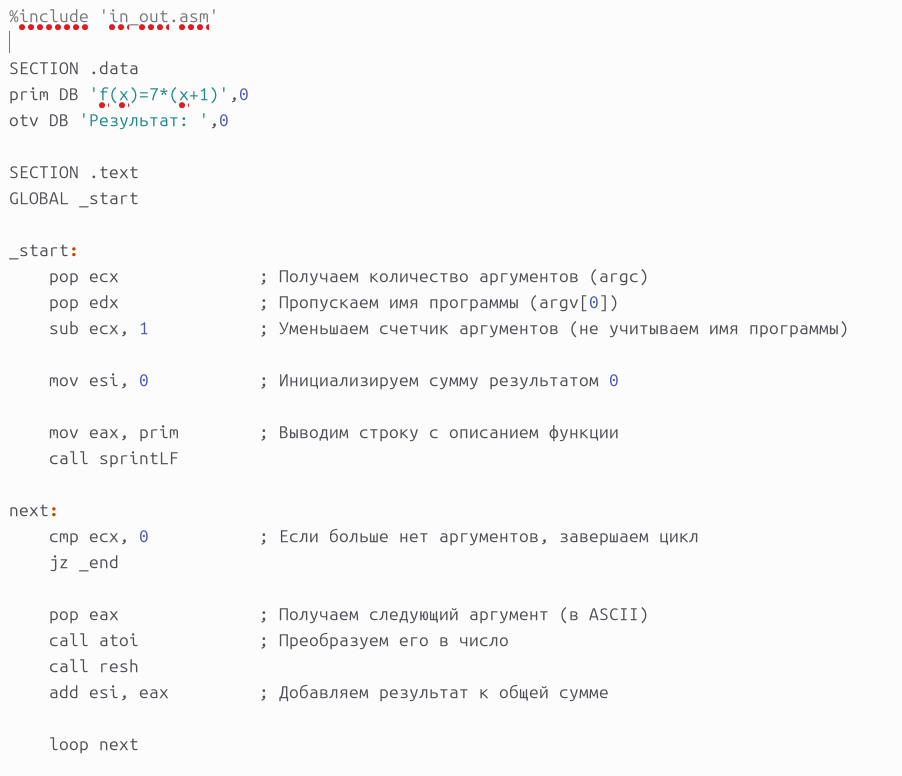 %include 'in_out.asm'
SECTION .data
prim DB 'f(x)=7*(x+1)',0
otv DB 'Результат: ',0
SECTION .text
GLOBAL _start
_start:
    pop ecx              ; Получаем количество аргументов (argc)
    pop edx              ; Пропускаем имя программы (argv[0])
    sub ecx, 1           ; Уменьшаем счетчик аргументов (не учитываем имя программы)
    mov esi, 0           ; Инициализируем сумму результатом 0
    mov eax, prim        ; Выводим строку с описанием функции
    call sprintLF
next:
    cmp ecx, 0           ; Если больше нет аргументов, завершаем цикл
    jz _end
    pop eax              ; Получаем следующий аргумент (в ASCII)
    call atoi            ; Преобразуем его в число
    call resh
    add esi, eax         ; Добавляем результат к общей сумме
    loop next